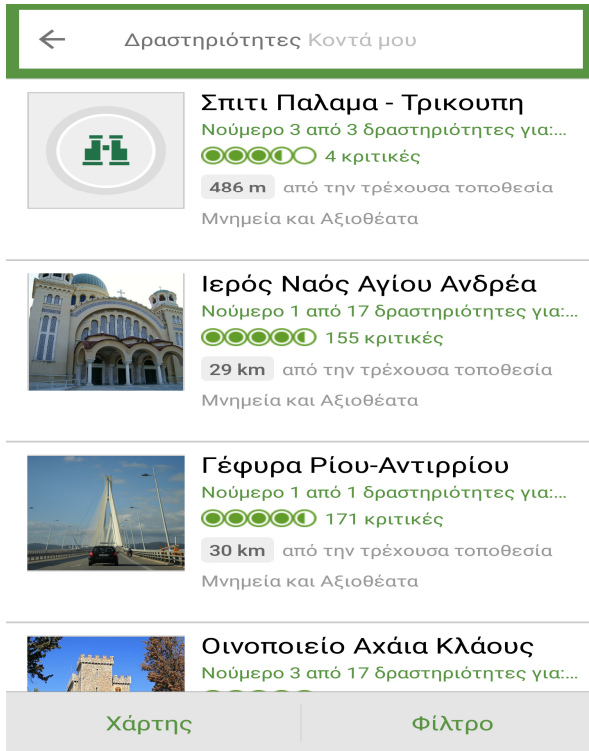 Δραστηριότητες Κοντά μου
Σπιτι Παλαμα - Τρικουπη
Νούμερο 3 από 3 δραστηριότητες για:...
4 κριτικές
486 m από την τρέχουσα τοποθεσία
Μνημεία και Αξιοθέατα
Ιερός Ναός Αγίου Ανδρέα
Νούμερο 1 από 17 δραστηριότητες για:...
155 κριτικές
29 km από την τρέχουσα τοποθεσία
Μνημεία και Αξιοθέατα
Γέφυρα Ρίου-Αντιρρίου
Νούμερο 1 από 1 δραστηριότητες για:...
171 κριτικές
30 km από την τρέχουσα τοποθεσία
Μνημεία και Αξιοθέατα
Οινοποιείο Αχάια Κλάους
Νούμερο 3 από 17 δραστηριότητες για:...
Χάρτης Φίλτρο